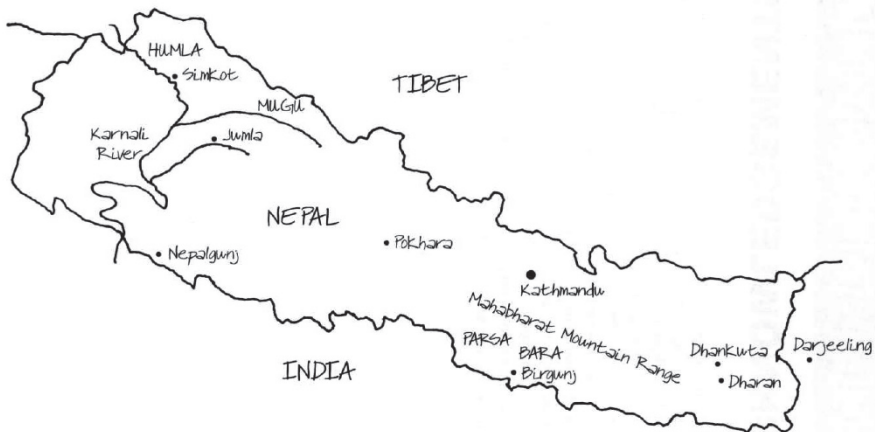 HUMLA
Simkot
TIBET
MUGU
Karnali
River
Jumla
NEPAL
Pokhara
Nepalgunj
Kathmandu
Mahabharat Mountain Range
PARSA
BARA
Birgunj
INDIA
Dhankuta
Darjeeling
Dharan